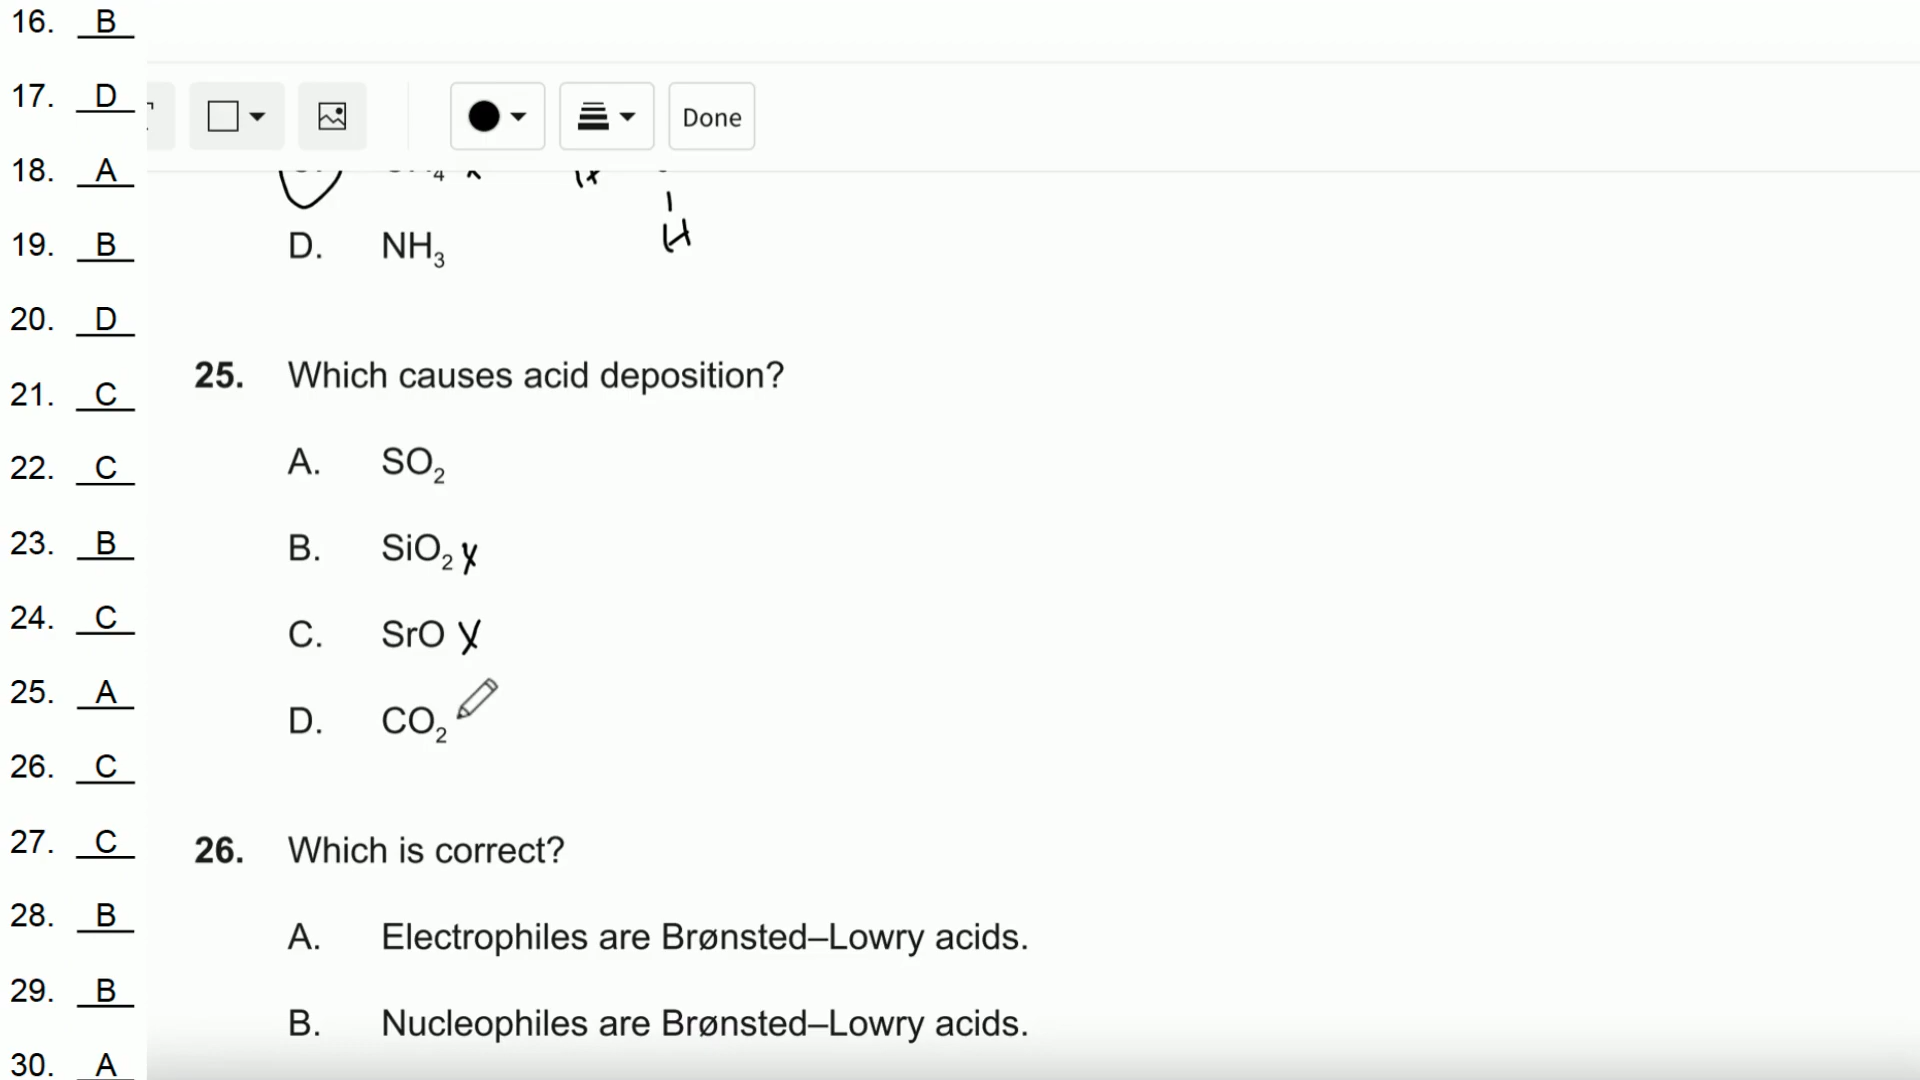 16. B
17. D
18. A
19. B
20. D
21. C
22. C
23. B
24. C
25. A
26. C
27. C
28. B
29. B
30. A
Done
H
D. NH₃
25. Which causes acid deposition?
A. SO₂
B. SiO₂ x
C. SrO x
D. CO₂
26. Which is correct?
A. Electrophiles are Brønsted–Lowry acids.
B. Nucleophiles are Brønsted–Lowry acids.